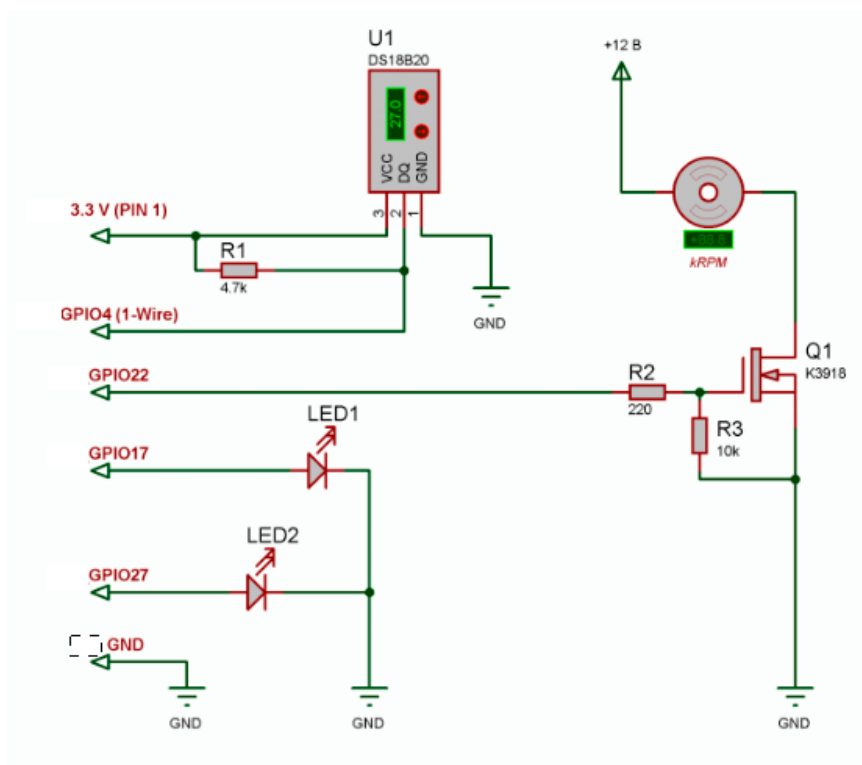 U1
DS18B20
27.0
VCC
DQ
GND
3
2
1
+12 В
kRPM
3.3 V (PIN 1)
R1
4.7k
GND
GPIO4 (1-Wire)
GPIO22
R2
220
Q1
K3918
R3
10k
LED1
GPIO17
LED2
GPIO27
GND
GND
GND
GND